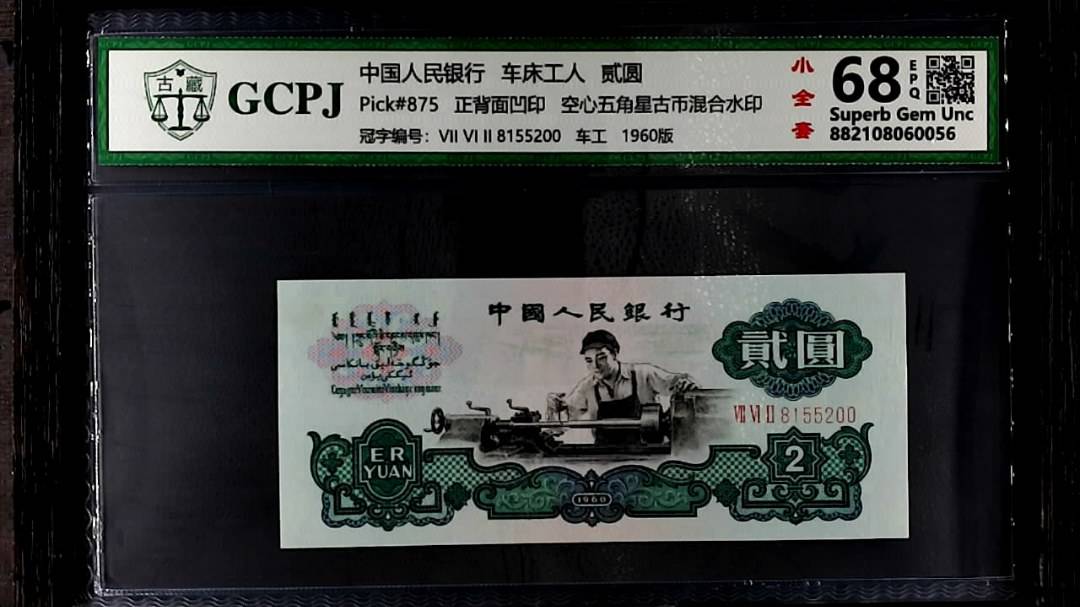 古藏
GCPJ
中国人民银行 车床工人 贰圆
Pick#875 正背面凹印 空心五角星古币混合水印
冠字编号: VII VI II 8155200 车工 1960版
小全套
68
EPQ
Superb Gem Unc
882108060056
中國人民銀行
貳圓
VII VI II 8155200
ER
YUAN
1960
2